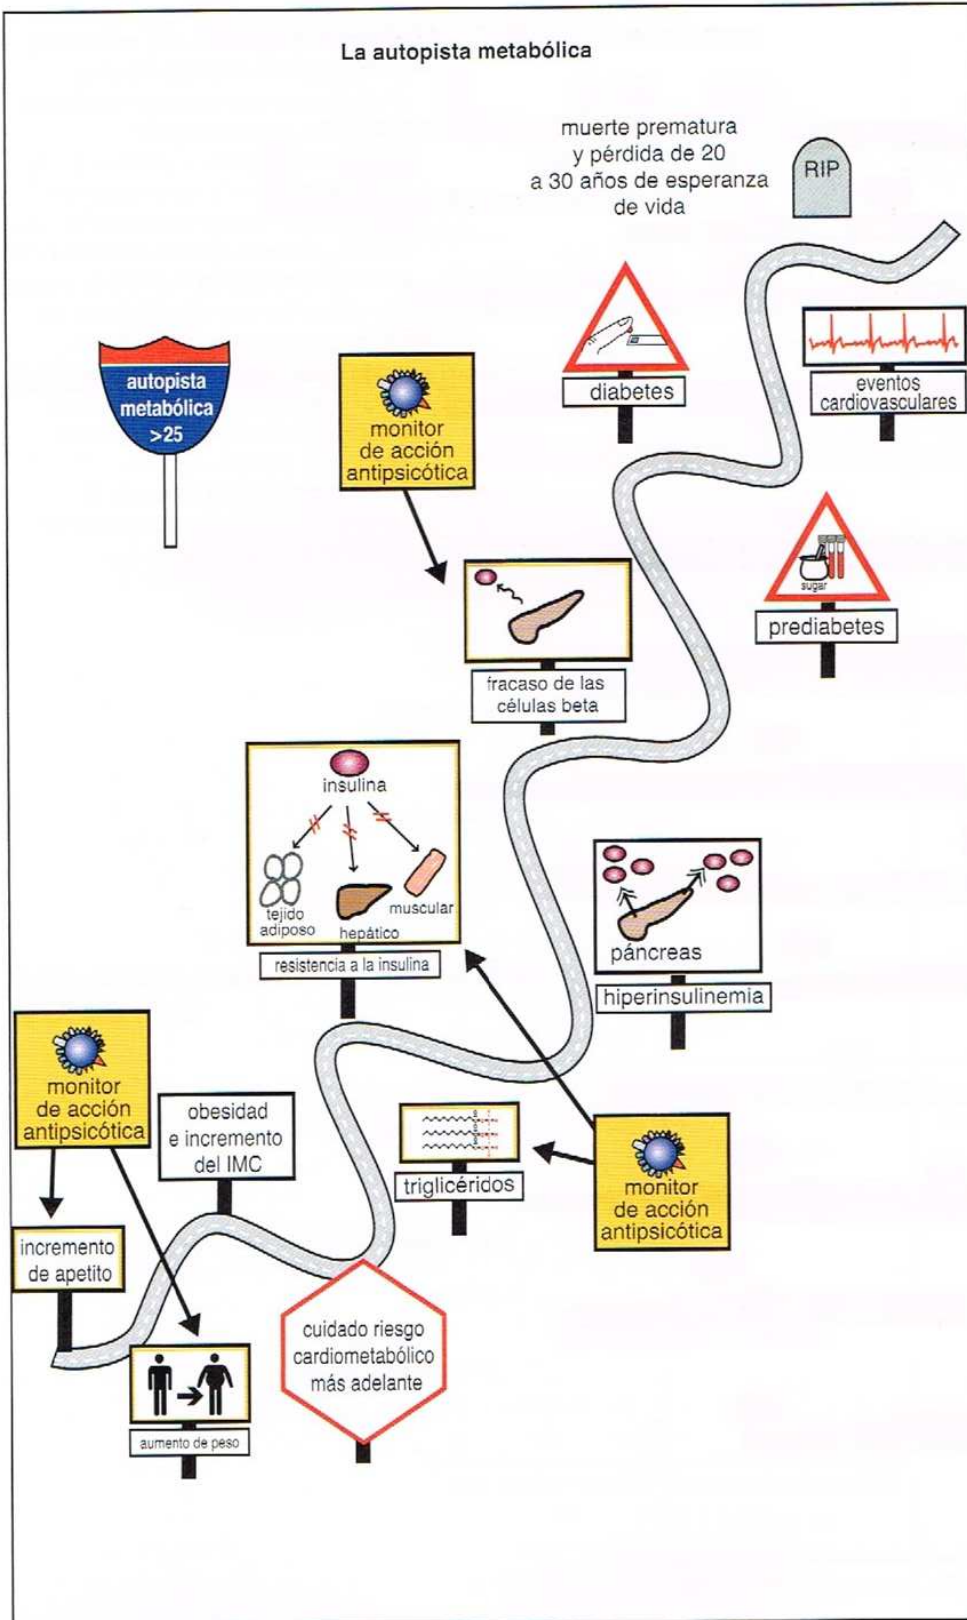 La autopista metabólica
muerte prematura
y pérdida de 20
a 30 años de esperanza
de vida
RIP
autopista
metabólica
>25
monitor
de acción
antipsicótica
diabetes
eventos
cardiovasculares
sugar
prediabetes
fracaso de las
células beta
insulina
tejido
adiposo
hepático
muscular
resistencia a la insulina
páncreas
hiperinsulinemia
monitor
de acción
antipsicótica
obesidad
e incremento
del IMC
triglicéridos
monitor
de acción
antipsicótica
incremento
de apetito
cuidado riesgo
cardiometabólico
más adelante
aumento de peso